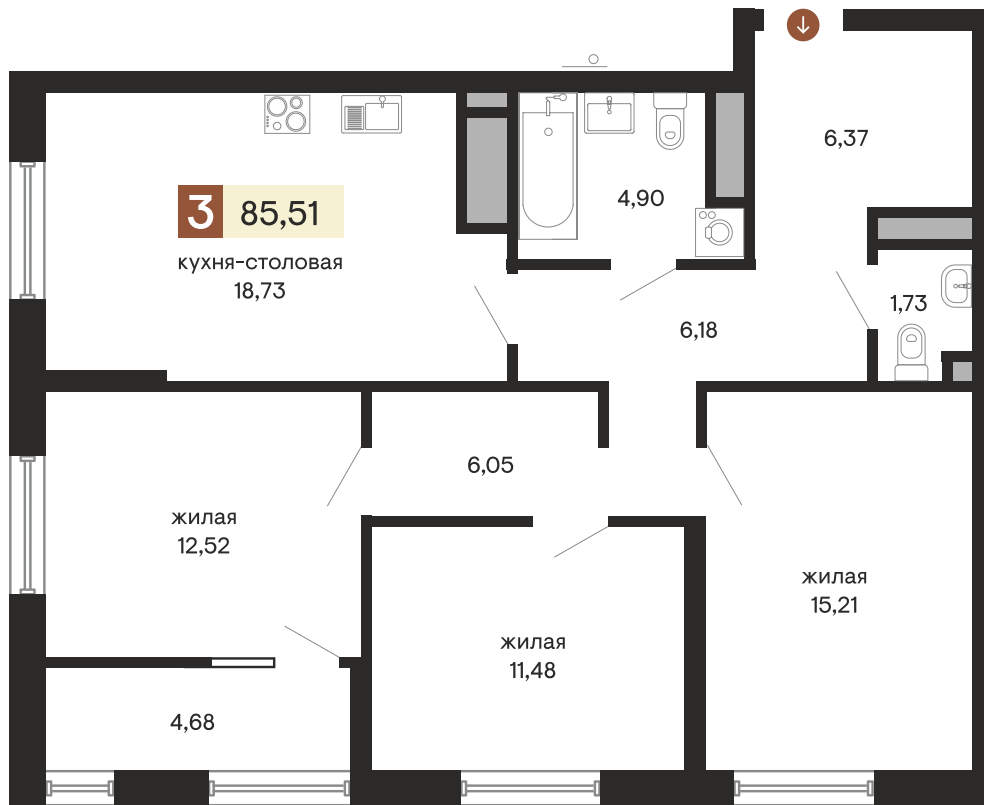 6,37
4,90
3 85,51
кухня-столовая
18,73
1,73
6,18
6,05
жилая
12,52
жилая
15,21
жилая
11,48
4,68